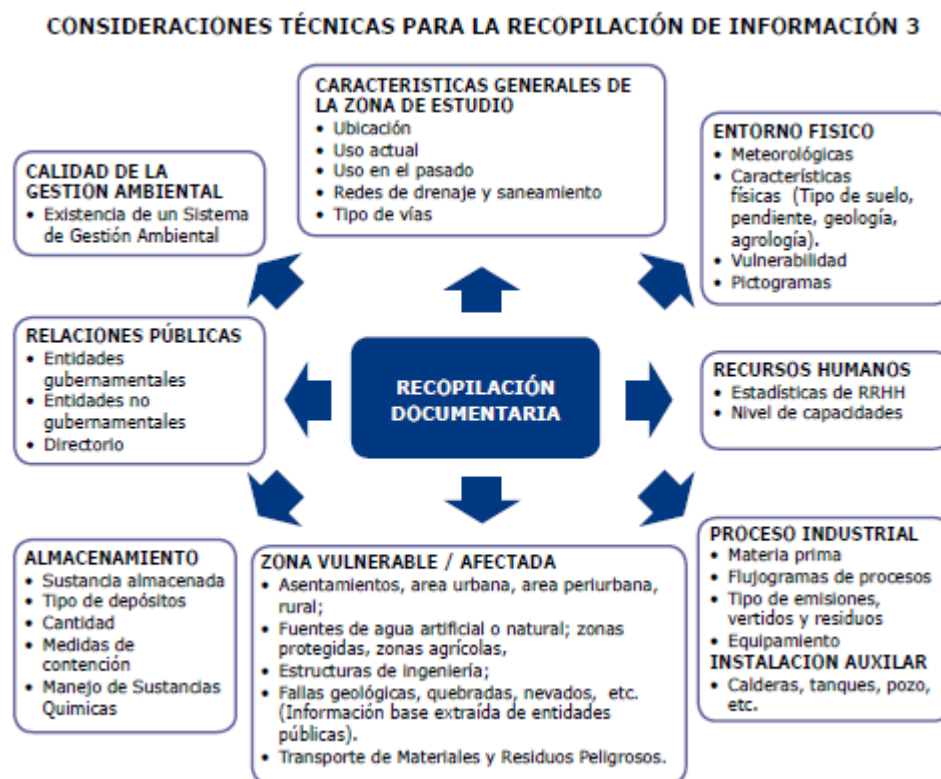 CONSIDERACIONES TÉCNICAS PARA LA RECOPILACIÓN DE INFORMACIÓN 3
CARACTERISTICAS GENERALES DE
LA ZONA DE ESTUDIO
• Ubicación
• Uso actual
• Uso en el pasado
• Redes de drenaje y saneamiento
• Tipo de vías
ENTORNO FISICO
• Meteorológicas
• Características
físicas (Tipo de suelo,
pendiente, geología,
agrología).
• Vulnerabilidad
• Pictogramas
CALIDAD DE LA
GESTION AMBIENTAL
• Existencia de un Sistema
de Gestión Ambiental
RELACIONES PÚBLICAS
• Entidades
gubernamentales
• Entidades no
gubernamentales
• Directorio
RECOPILACIÓN
DOCUMENTARIA
RECURSOS HUMANOS
• Estadísticas de RRHH
• Nivel de capacidades
ALMACENAMIENTO
• Sustancia almacenada
• Tipo de depósitos
• Cantidad
• Medidas de
contención
• Manejo de Sustancias
Quimicas
ZONA VULNERABLE / AFECTADA
• Asentamientos, area urbana, area periurbana,
rural;
• Fuentes de agua artificial o natural; zonas
protegidas, zonas agrícolas,
• Estructuras de ingeniería;
• Fallas geológicas, quebradas, nevados, etc.
(Información base extraída de entidades
públicas).
• Transporte de Materiales y Residuos Peligrosos.
PROCESO INDUSTRIAL
• Materia prima
• Flujogramas de procesos
• Tipo de emisiones,
vertidos y residuos
• Equipamiento
INSTALACION AUXILAR
• Calderas, tanques, pozo,
etc.